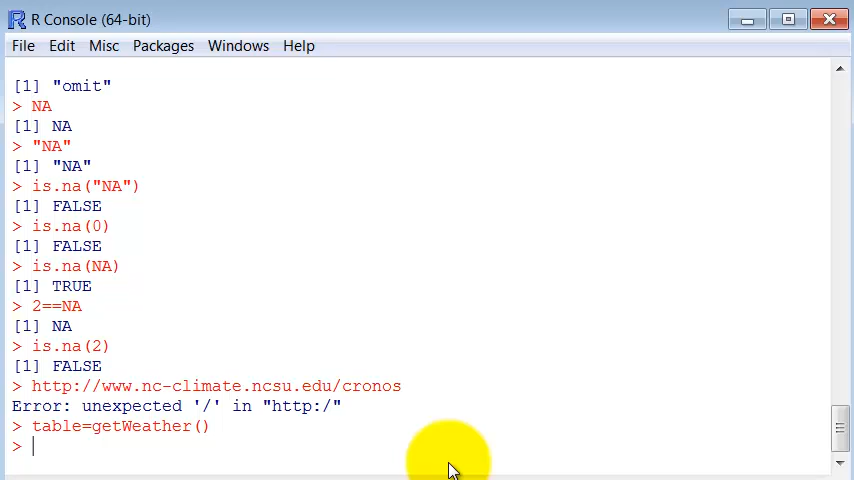 R Console (64-bit)
File Edit Misc Packages Windows Help
[1] "omit"
> NA
[1] NA
> "NA"
[1] "NA"
> is.na("NA")
[1] FALSE
> is.na(0)
[1] FALSE
> is.na(NA)
[1] TRUE
> 2==NA
[1] NA
> is.na(2)
[1] FALSE
> http://www.nc-climate.ncsu.edu/cronos
Error: unexpected '/' in "http:/"
> table=getWeather()
>